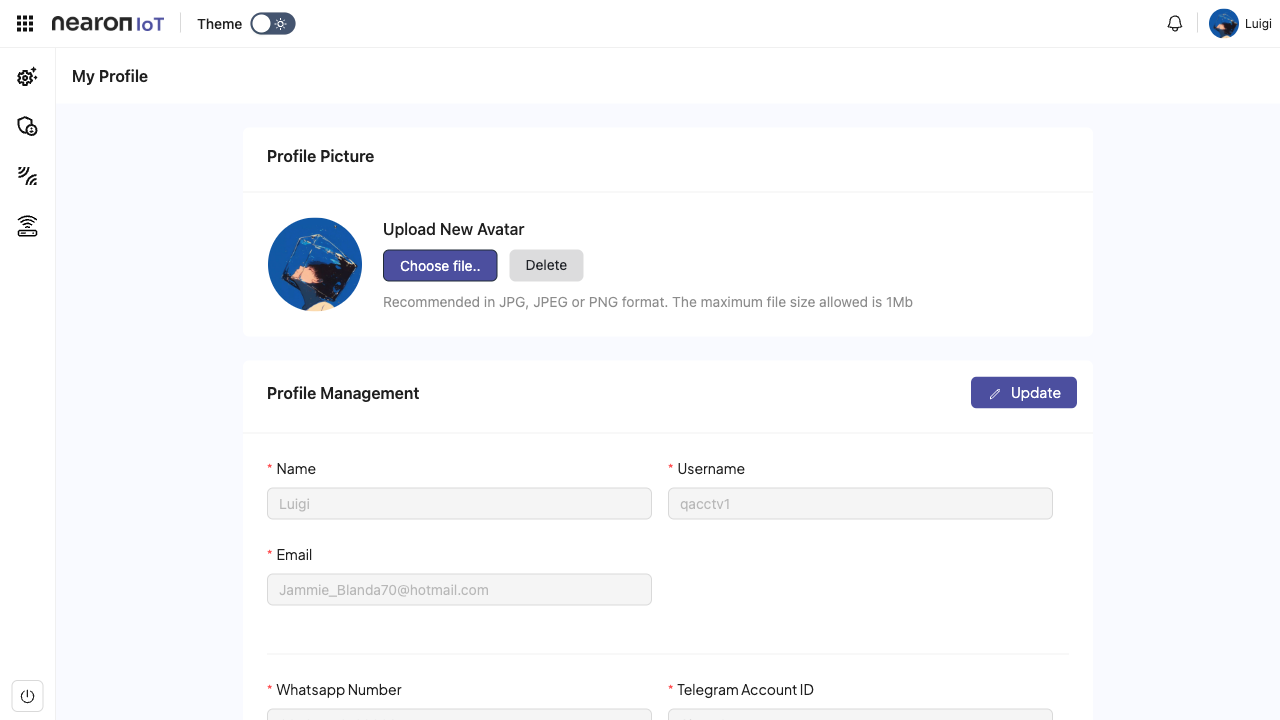 nearon IoT
Theme
Luigi
My Profile
Profile Picture
Upload New Avatar
Choose file..
Delete
Recommended in JPG, JPEG or PNG format. The maximum file size allowed is 1Mb
Profile Management
Update
* Name
* Username
Luigi
qacctv1
* Email
Jammie_Blanda70@hotmail.com
* Whatsapp Number
* Telegram Account ID